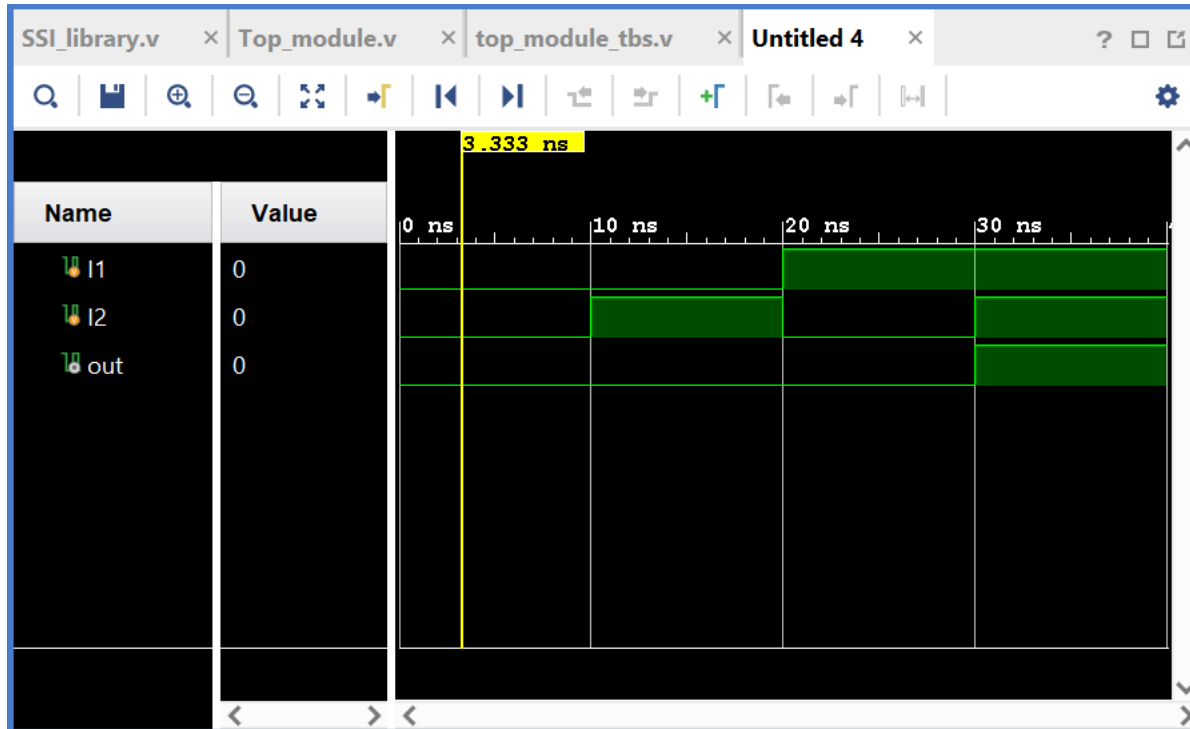 SSI_library.v × Top_module.v × top_module_tbs.v × Untitled 4 × ?
3.333 ns
Name Value
0 ns 10 ns 20 ns 30 ns
I1 0
I2 0
out 0